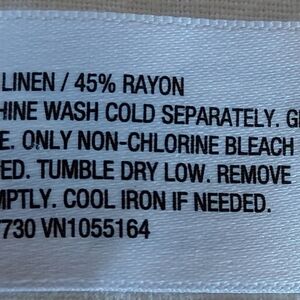 LINEN / 45% RAYON
HINE WASH COLD SEPARATELY. G
E. ONLY NON-CHLORINE BLEACH
ED. TUMBLE DRY LOW. REMOVE
MPTLY. COOL IRON IF NEEDED.
7730 VN1055164